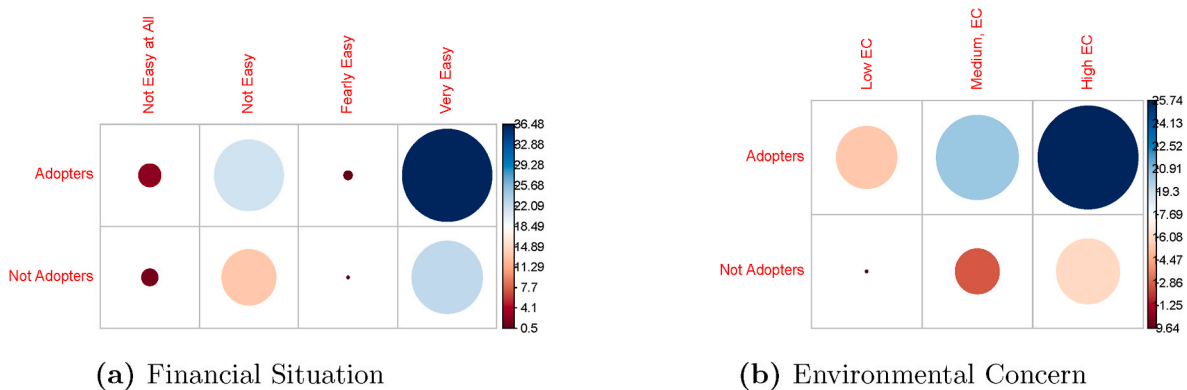 Not Easy at All
Not Easy
Fearly Easy
Very Easy
Adopters
Not Adopters
36.48
32.88
29.28
25.68
22.09
18.49
14.89
11.29
7.7
4.1
0.5
(a) Financial Situation
Low EC
Medium, EC
High EC
Adopters
Not Adopters
25.74
24.13
22.52
20.91
19.3
17.69
16.08
14.47
12.86
11.25
9.64
(b) Environmental Concern